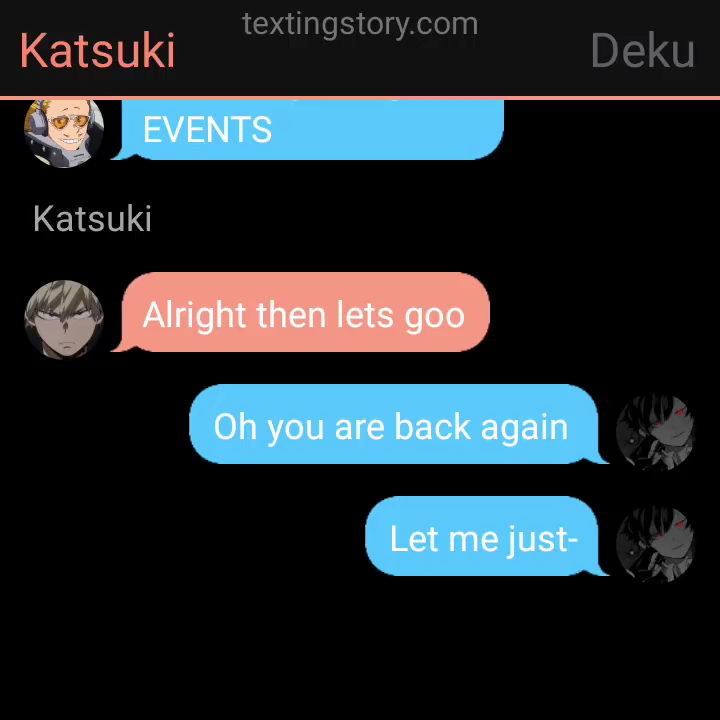 textingstory.com
Katsuki
Deku
EVENTS
Katsuki
Alright then lets goo
Oh you are back again
Let me just-